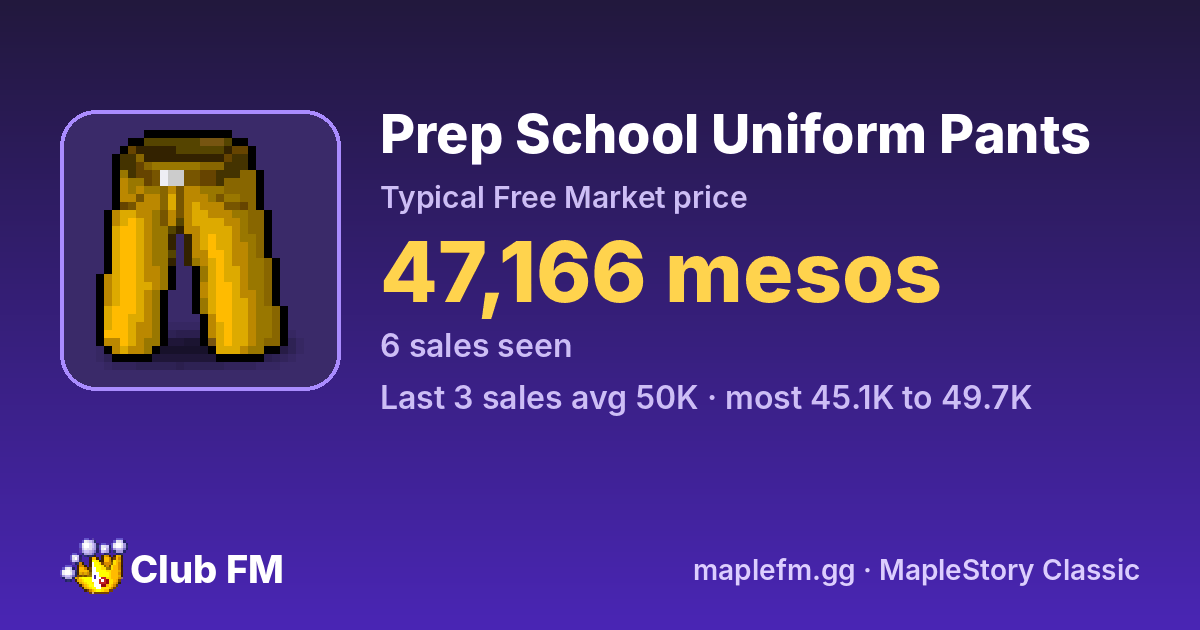 Prep School Uniform Pants
Typical Free Market price
47,166 mesos
6 sales seen
Last 3 sales avg 50K · most 45.1K to 49.7K
Club FM
maplefm.gg · MapleStory Classic